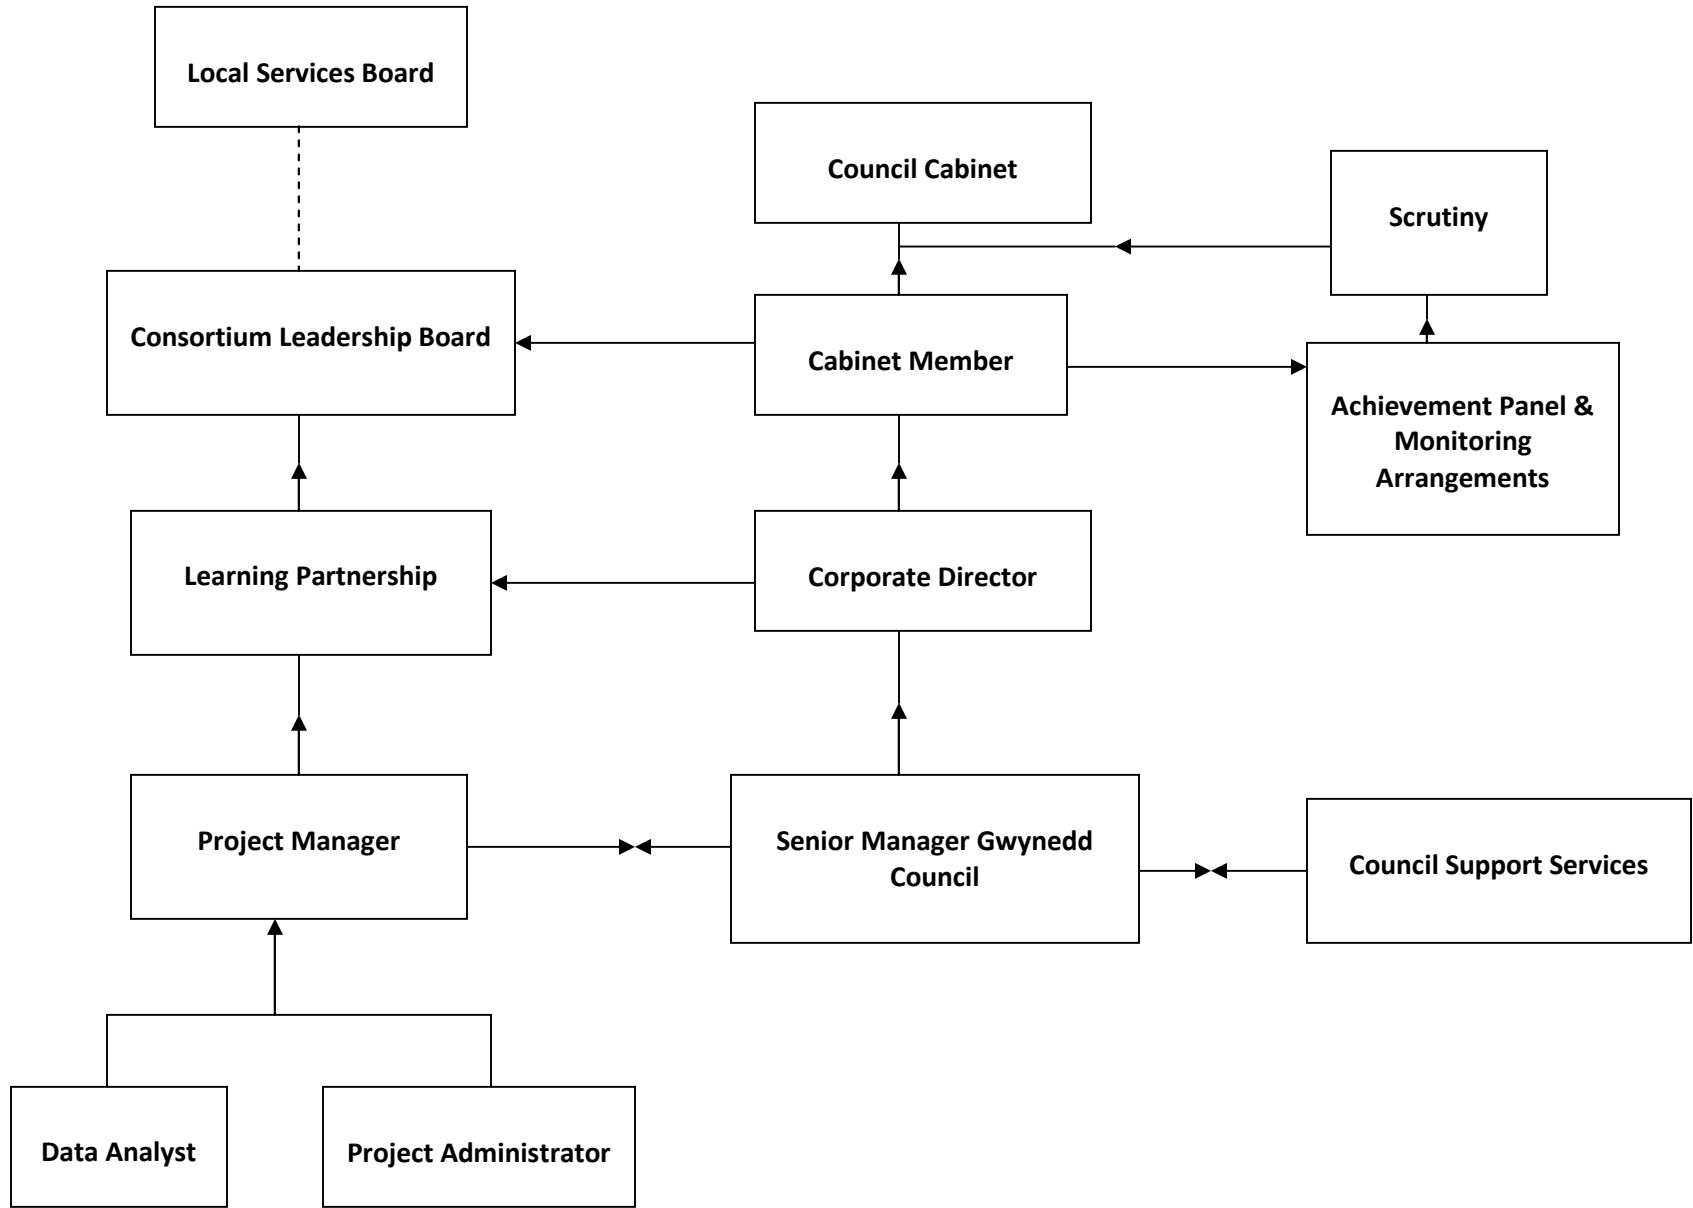 Local Services Board
Council Cabinet
Scrutiny
Consortium Leadership Board
Cabinet Member
Achievement Panel &
Monitoring
Arrangements
Learning Partnership
Corporate Director
Project Manager
Senior Manager Gwynedd
Council
Council Support Services
Data Analyst
Project Administrator